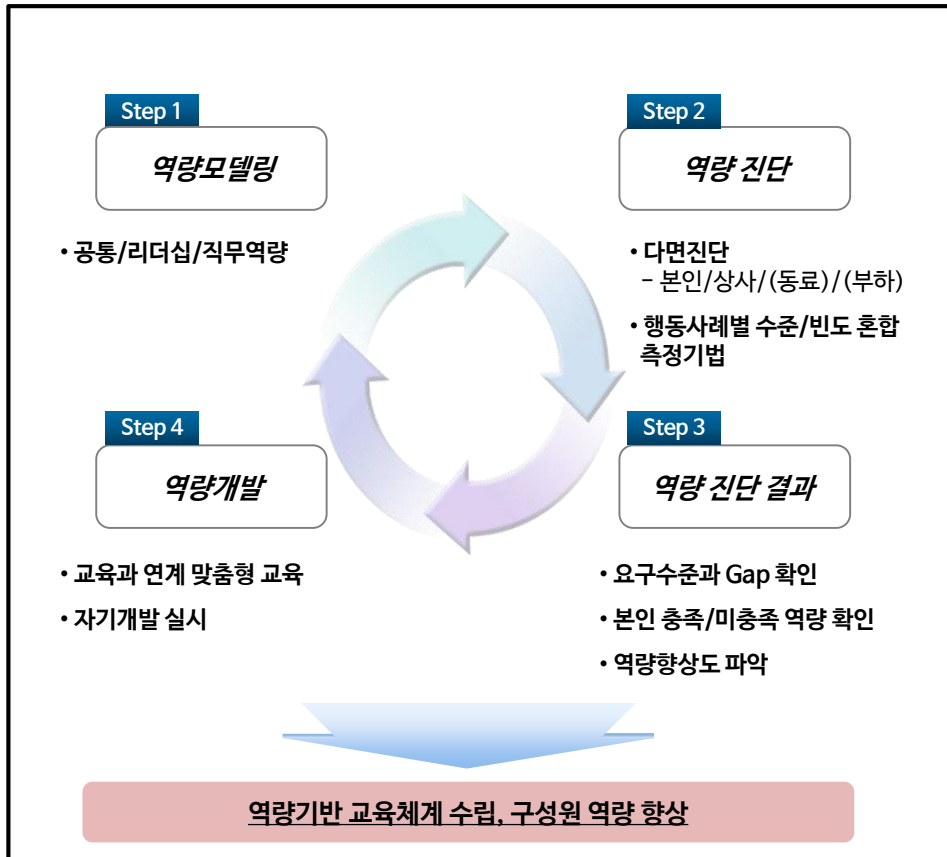 Step 1
역량모델링
• 공통/리더십/직무역량
Step 2
역량 진단
• 다면진단
- 본인/상사/(동료)/(부하)
• 행동사례별 수준/빈도 혼합
측정기법
Step 4
역량개발
• 교육과 연계 맞춤형 교육
• 자기개발 실시
Step 3
역량 진단 결과
• 요구수준과 Gap 확인
• 본인 충족/미충족 역량 확인
• 역량향상도 파악
역량기반 교육체계 수립, 구성원 역량 향상